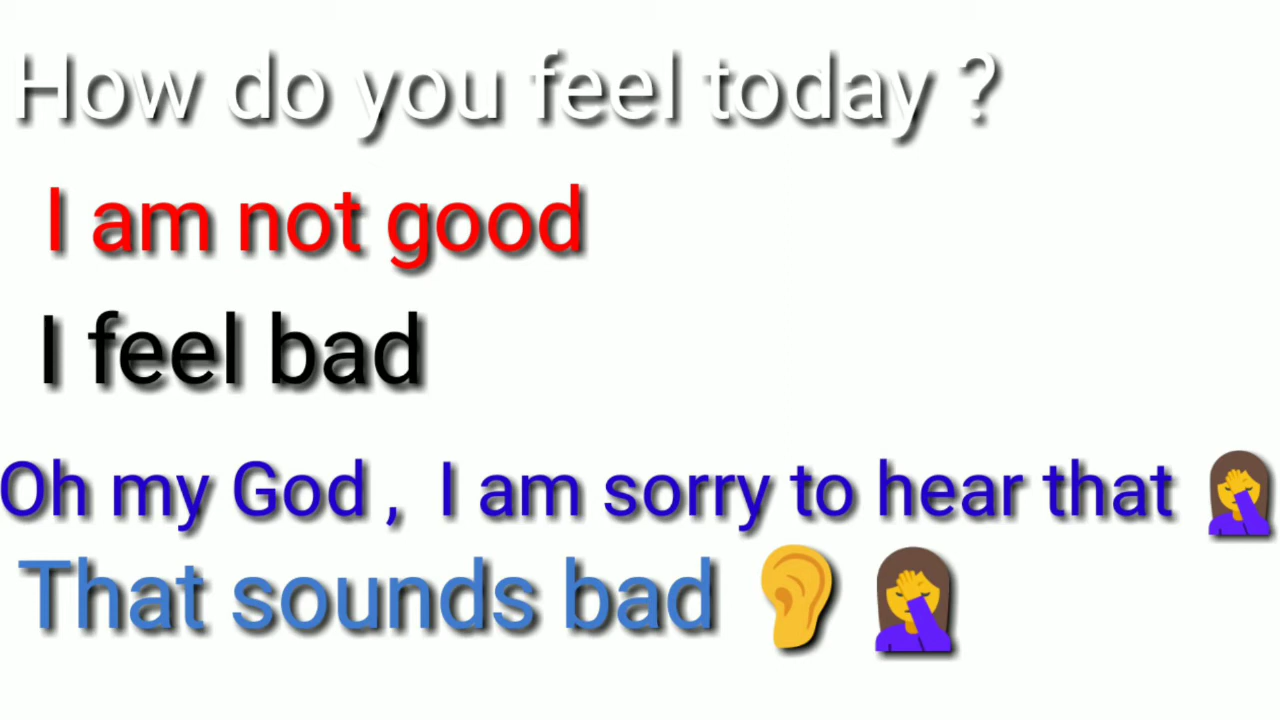 How do you feel today ?
I am not good
I feel bad
Oh my God , I am sorry to hear that 🤦‍♀️
That sounds bad 👂 🤦‍♀️